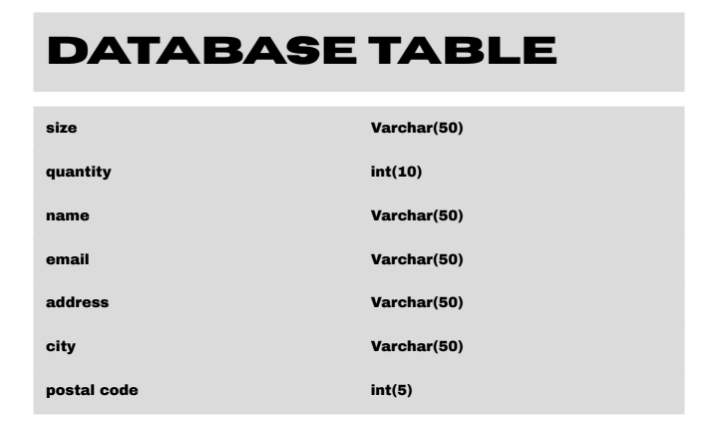 DATABASE TABLE
size Varchar(50)
quantity int(10)
name Varchar(50)
email Varchar(50)
address Varchar(50)
city Varchar(50)
postal code int(5)